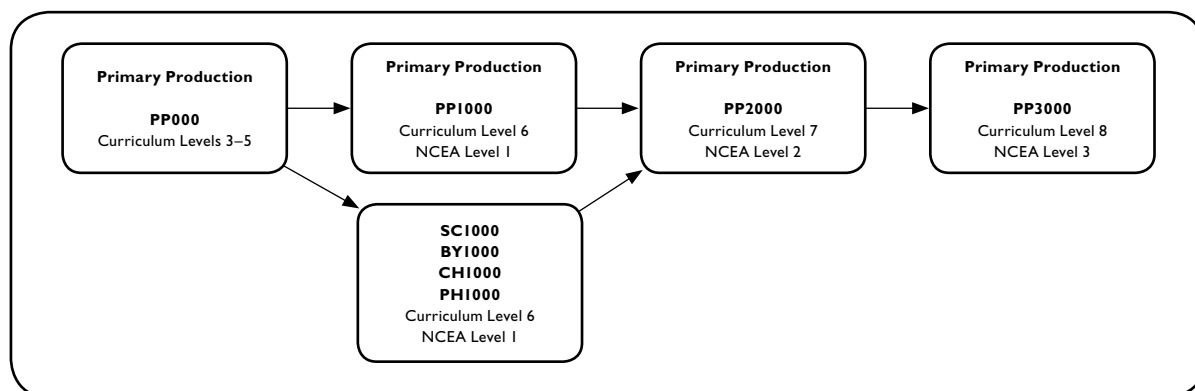 Primary Production
PP000
Curriculum Levels 3–5
Primary Production
PP1000
Curriculum Level 6
NCEA Level 1
Primary Production
PP2000
Curriculum Level 7
NCEA Level 2
Primary Production
PP3000
Curriculum Level 8
NCEA Level 3
SC1000
BY1000
CH1000
PH1000
Curriculum Level 6
NCEA Level 1